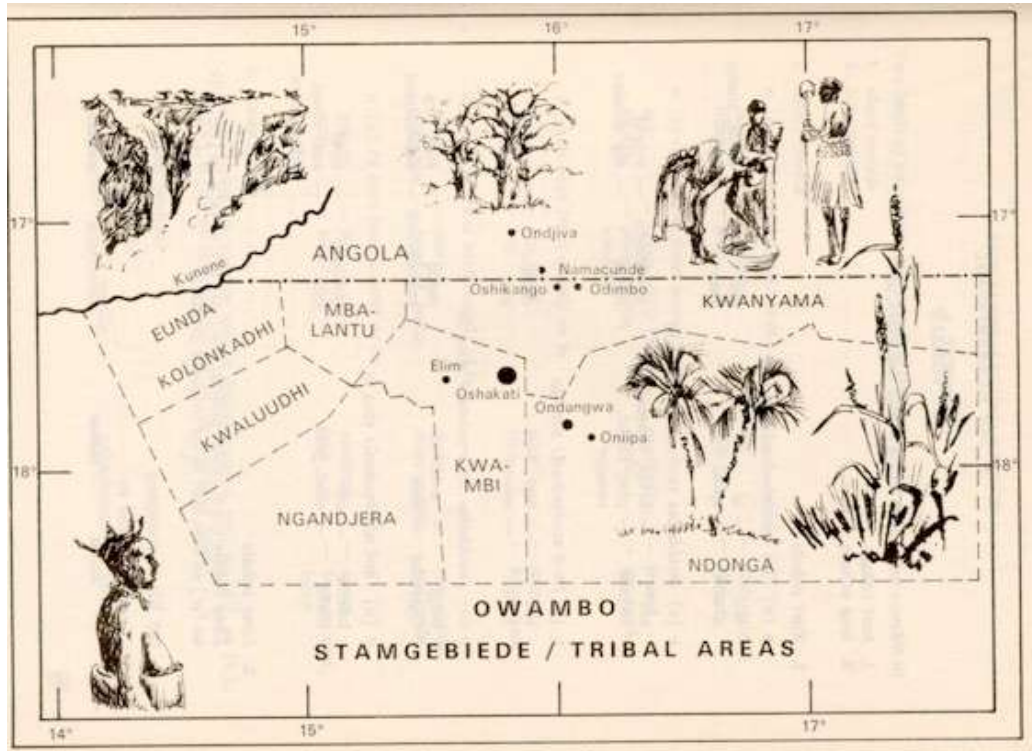 15°
16°
17°
17°
17°
ANGOLA
Ondjiva
Kunene
Namacunde
Oshikango
Odimbo
KWANYAMA
EUNDA
MBA-
LANTU
KOLONKADHI
Elim
Oshakati
KWALUUDHI
Ondangwa
Oniipa
18°
18°
KWA-
MBI
NGANDJERA
NDONGA
OWAMBO
STAMGEBIEDE / TRIBAL AREAS
14°
15°
17°